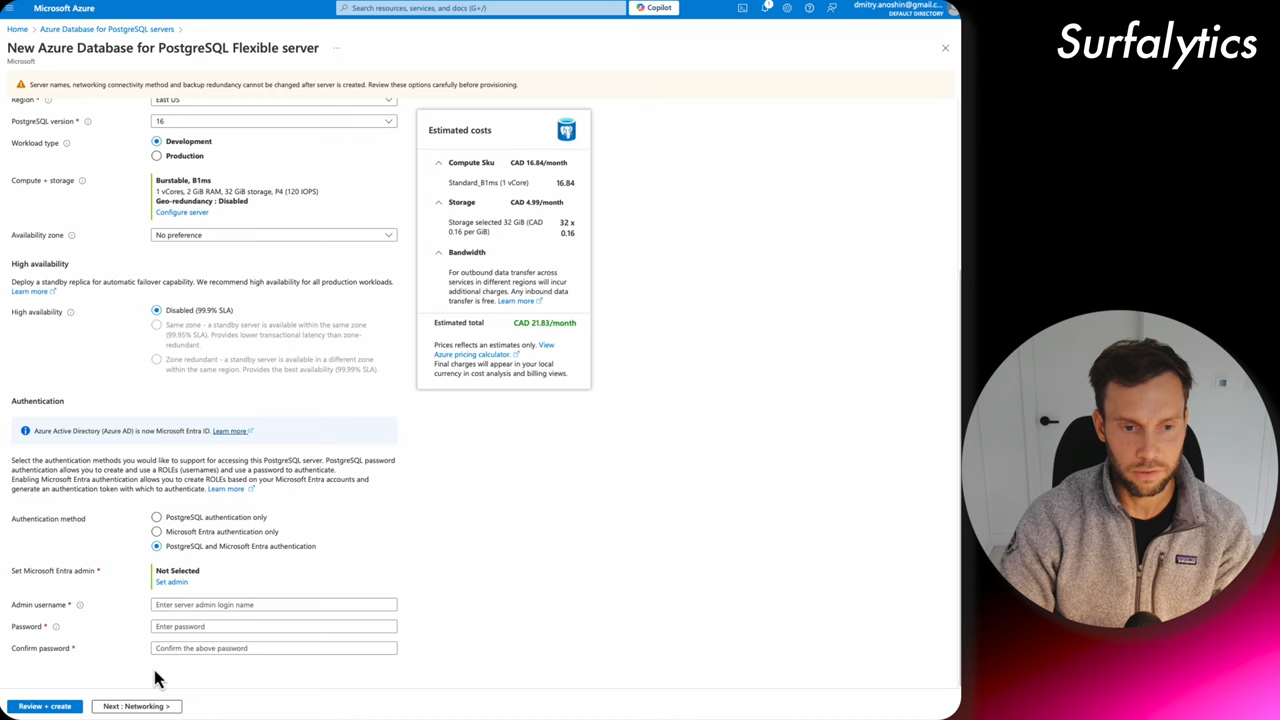 Microsoft Azure
Search resources, services, and docs (G+/)
Copilot
1
dmitry.anoshin@gmail.c...
DEFAULT DIRECTORY
Surfalytics
Home > Azure Database for PostgreSQL servers >
New Azure Database for PostgreSQL Flexible server ...
Microsoft
Server names, networking connectivity method and backup redundancy cannot be changed after server is created. Review these options carefully before provisioning.
Region * East US
PostgreSQL version * 16
Workload type Development
Production
Compute + storage Burstable, B1ms
1 vCores, 2 GiB RAM, 32 GiB storage, P4 (120 IOPS)
Geo-redundancy : Disabled
Configure server
Availability zone No preference
High availability
Deploy a standby replica for automatic failover capability. We recommend high availability for all production workloads.
Learn more
High availability Disabled (99.9% SLA)
Same zone - a standby server is available within the same zone
(99.95% SLA). Provides lower transactional latency than zone-
redundant.
Zone redundant - a standby server is available in a different zone
within the same region. Provides the best availability (99.99% SLA).
Authentication
Azure Active Directory (Azure AD) is now Microsoft Entra ID. Learn more
Select the authentication methods you would like to support for accessing this PostgreSQL server. PostgreSQL password
authentication allows you to create and use a ROLEs (usernames) and use a password to authenticate.
Enabling Microsoft Entra authentication allows you to create ROLEs based on your Microsoft Entra accounts and
generate an authentication token with which to authenticate. Learn more
Authentication method PostgreSQL authentication only
Microsoft Entra authentication only
PostgreSQL and Microsoft Entra authentication
Set Microsoft Entra admin * Not Selected
Set admin
Admin username * Enter server admin login name
Password * Enter password
Confirm password * Confirm the above password
Review + create
Next : Networking >
Estimated costs
Compute Sku CAD 16.84/month
Standard_B1ms (1 vCore) 16.84
Storage CAD 4.99/month
Storage selected 32 GiB (CAD 32 x
0.16 per GiB) 0.16
Bandwidth
For outbound data transfer across
services in different regions will incur
additional charges. Any inbound data
transfer is free. Learn more
Estimated total CAD 21.83/month
Prices reflect an estimates only. View
Azure pricing calculator.
Final charges will appear in your local
currency in cost analysis and billing views.